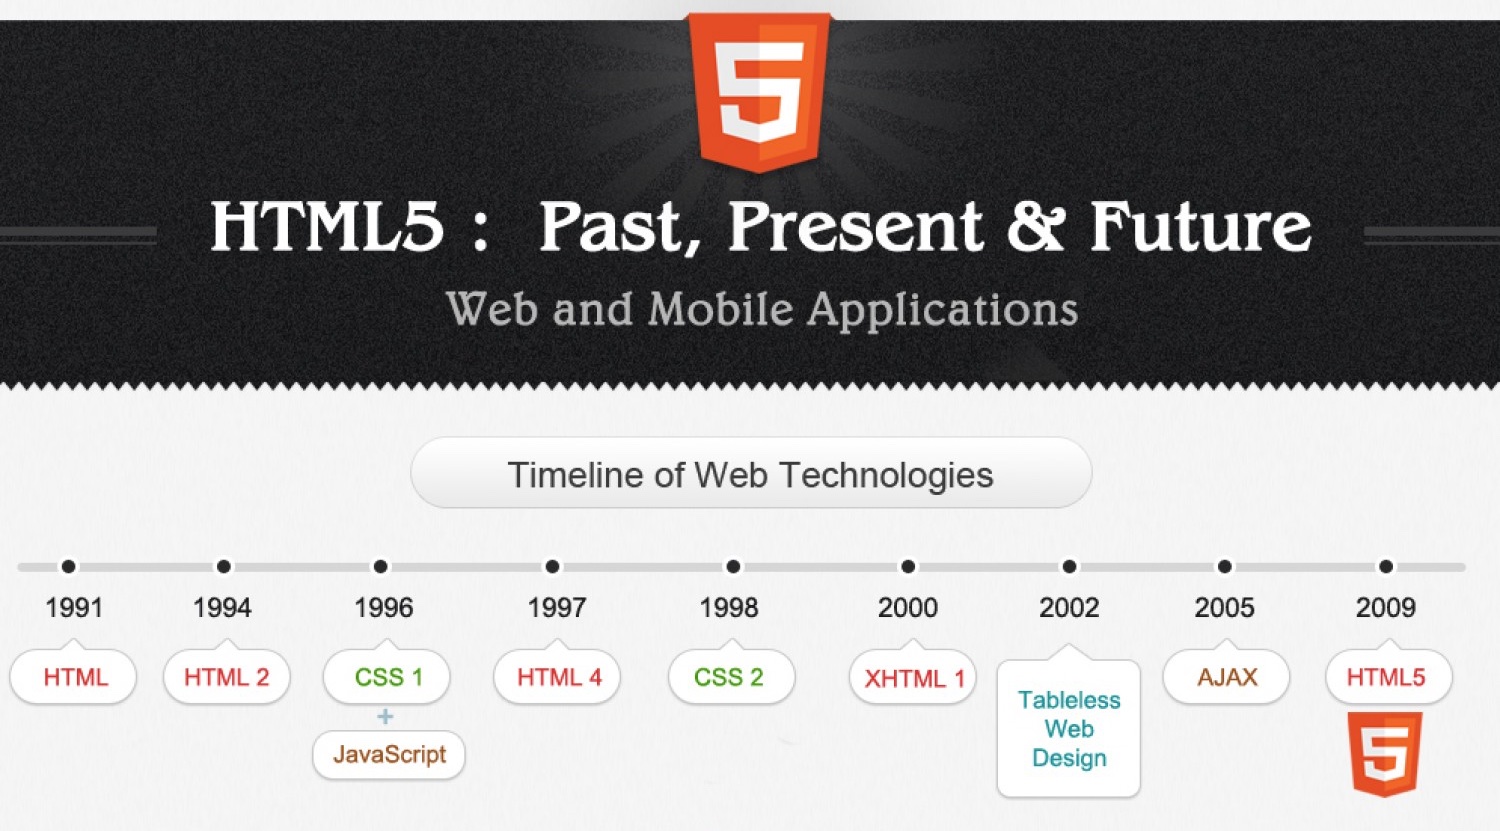 5
HTML5 : Past, Present & Future
Web and Mobile Applications
Timeline of Web Technologies
1991
1994
1996
1997
1998
2000
2002
2005
2009
HTML
HTML 2
CSS 1
+
JavaScript
HTML 4
CSS 2
XHTML 1
Tableless
Web
Design
AJAX
HTML5
5